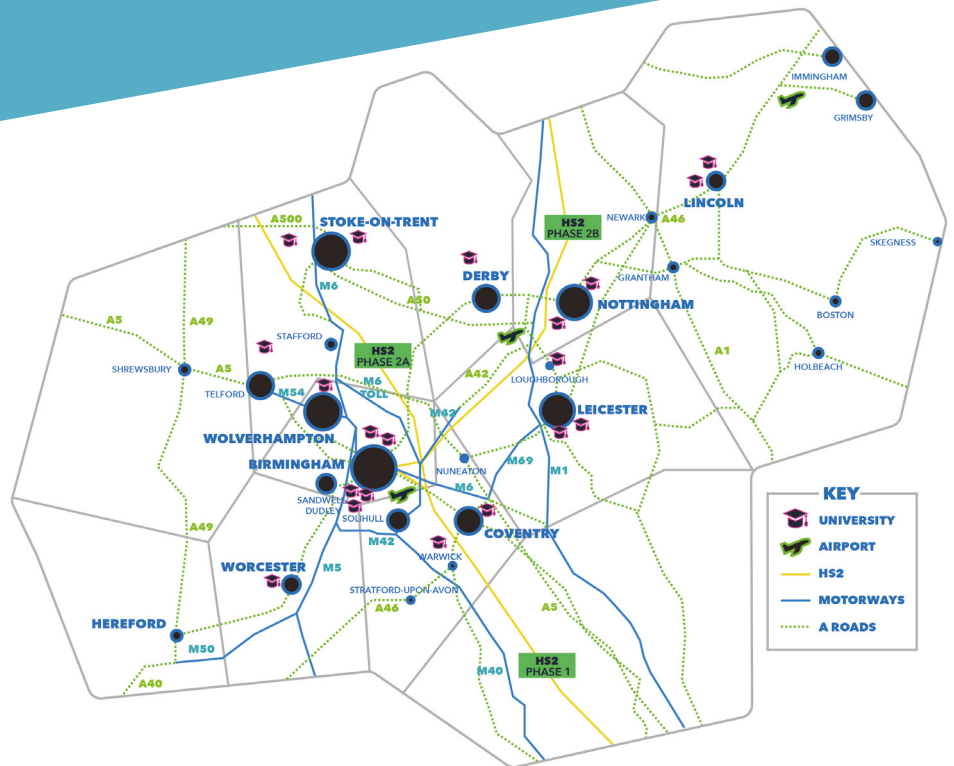 IMMINGHAM
GRIMSBY
LINCOLN
A500
STOKE-ON-TRENT
HS2
PHASE 2B
NEWARK
A46
SKEGNESS
DERBY
GRANTHAM
M6
A50
NOTTINGHAM
BOSTON
A5
A49
STAFFORD
HS2
PHASE 2A
A1
SHREWSBURY
A5
A42
LOUGHBOROUGH
HOLBEACH
TELFORD
M54
M6
TOLL
M42
LEICESTER
WOLVERHAMPTON
BIRMINGHAM
NUNEATON
M69
M1
M6
SANDWELL
DUDLEY
SOLIHULL
COVENTRY
A49
M42
WARWICK
WORCESTER
M5
STRATFORD-UPON-AVON
A46
A5
HEREFORD
M50
HS2
PHASE 1
M40
A40
KEY
UNIVERSITY
AIRPORT
HS2
MOTORWAYS
A ROADS